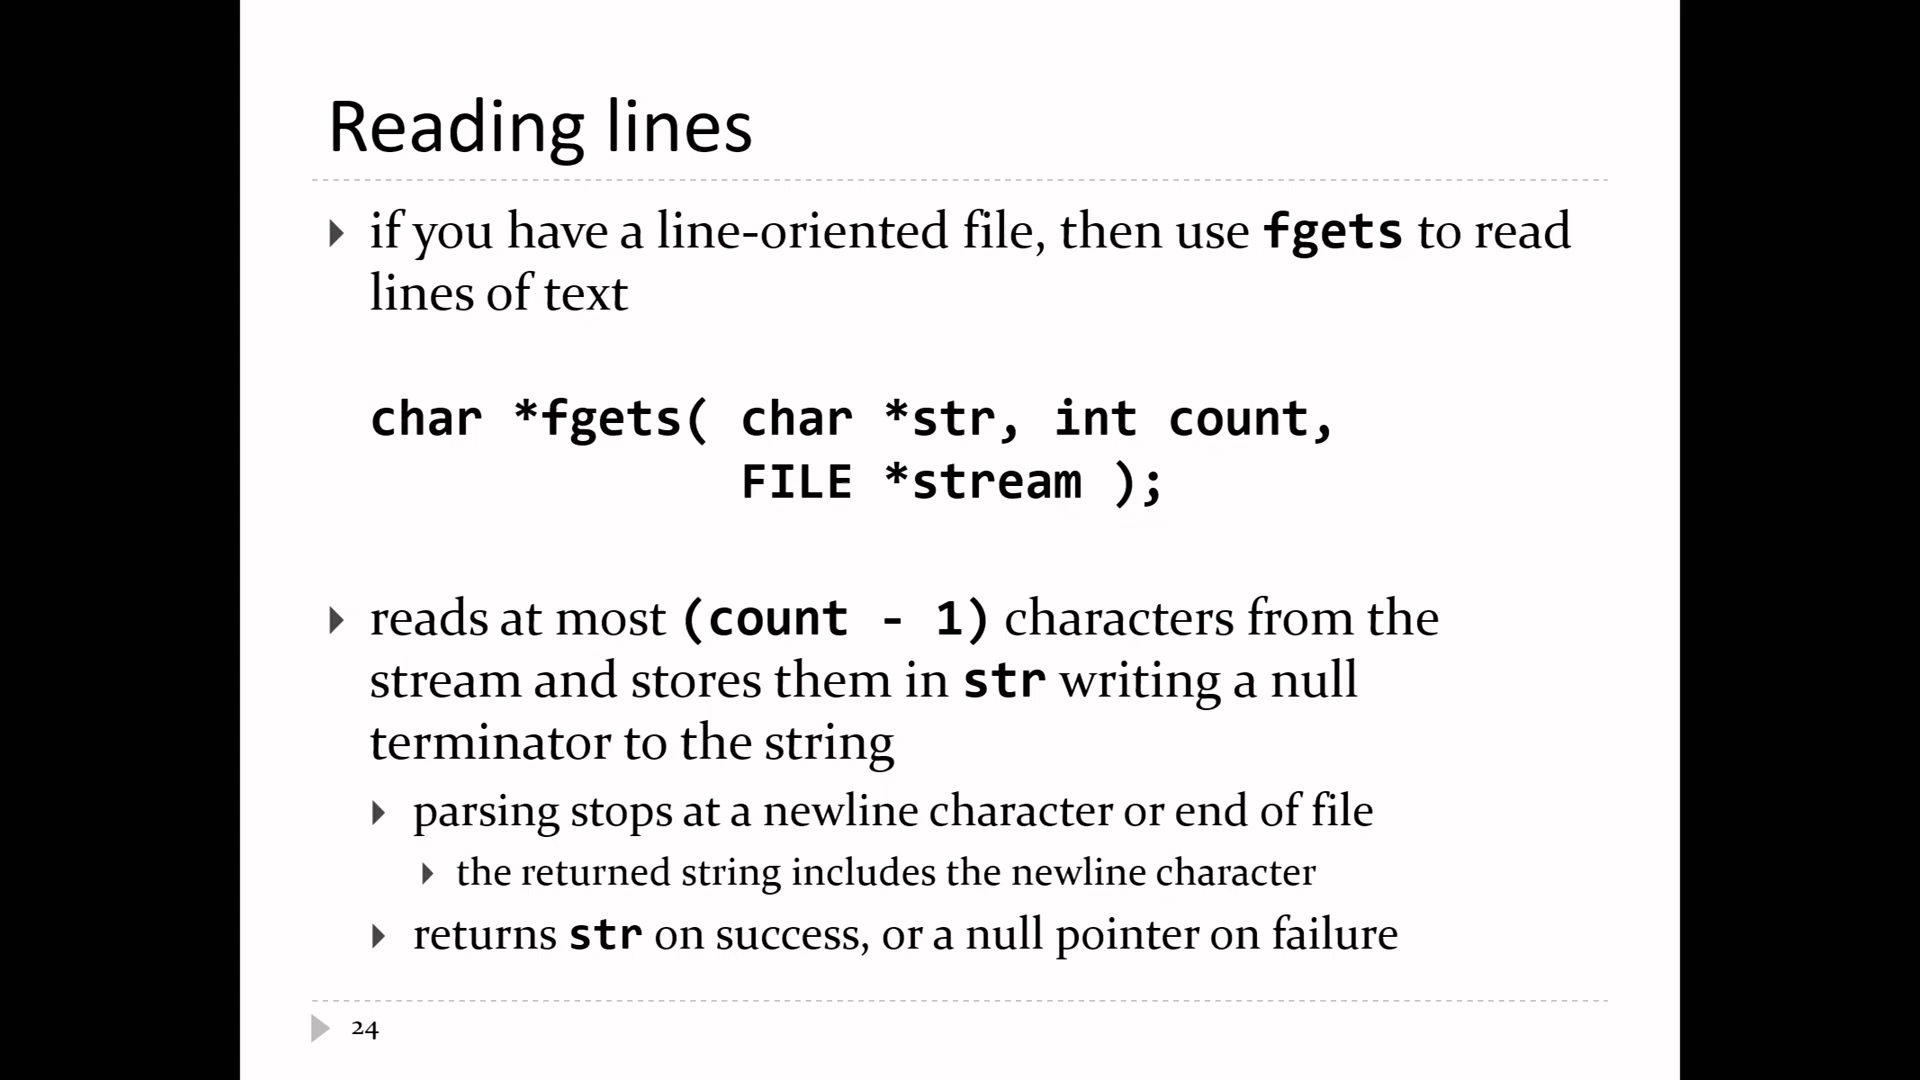 Reading lines
if you have a line-oriented file, then use fgets to read
lines of text
char *fgets( char *str, int count,
FILE *stream );
reads at most (count - 1) characters from the
stream and stores them in str writing a null
terminator to the string
parsing stops at a newline character or end of file
the returned string includes the newline character
returns str on success, or a null pointer on failure
24